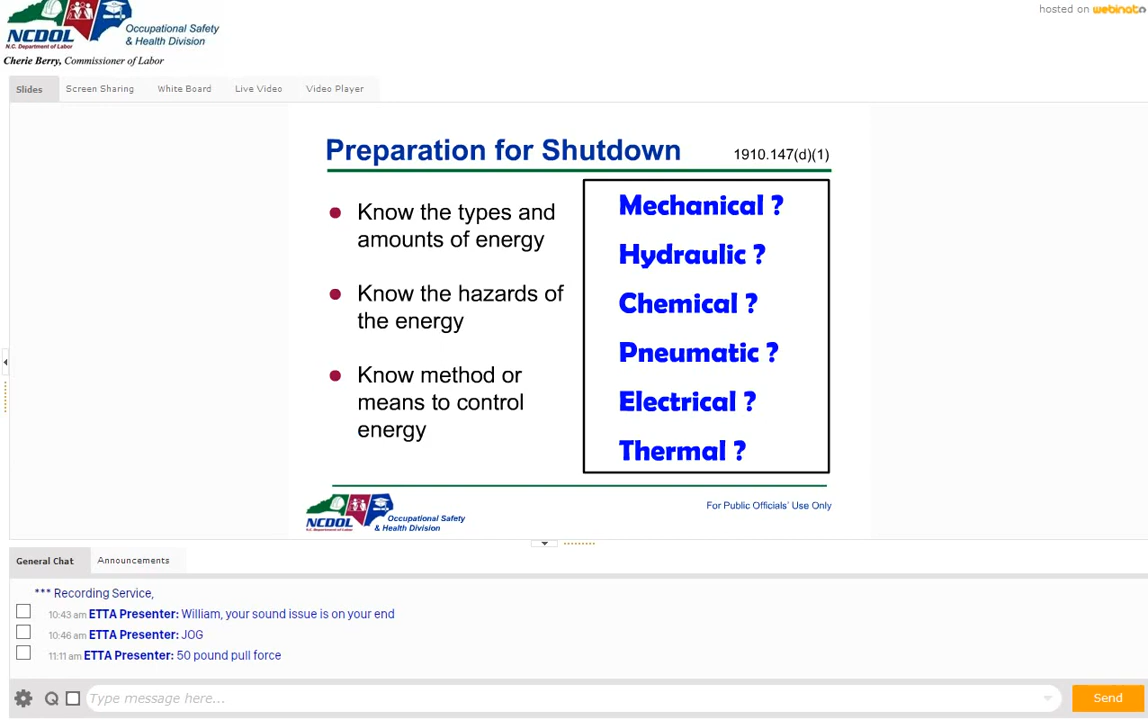 hosted on webinato
NCDOL
N.C. Department of Labor
Occupational Safety
& Health Division
Cherie Berry, Commissioner of Labor
Slides
Screen Sharing
White Board
Live Video
Video Player
Preparation for Shutdown
1910.147(d)(1)
Know the types and
amounts of energy
Know the hazards of
the energy
Know method or
means to control
energy
Mechanical ?
Hydraulic ?
Chemical ?
Pneumatic ?
Electrical ?
Thermal ?
NCDOL
N.C. Department of Labor
Occupational Safety
& Health Division
For Public Officials' Use Only
General Chat
Announcements
*** Recording Service,
10:43 am ETTA Presenter: William, your sound issue is on your end
10:46 am ETTA Presenter: JOG
11:11 am ETTA Presenter: 50 pound pull force
Type message here...
Send